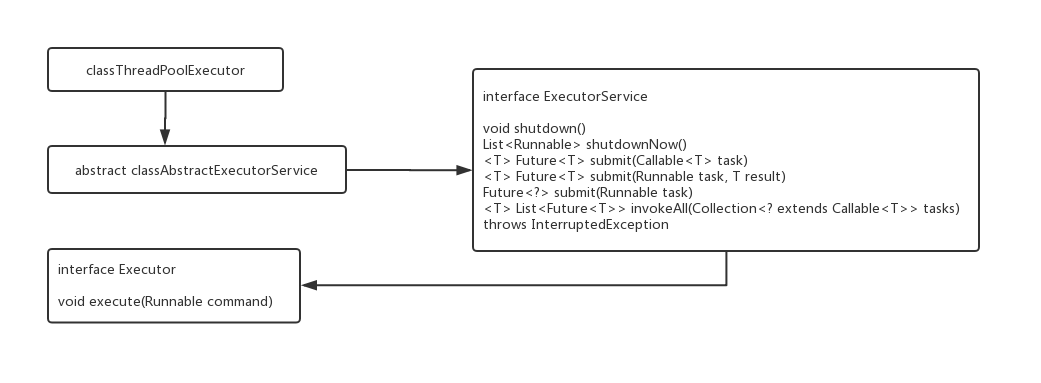 classThreadPoolExecutor
abstract classAbstractExecutorService
interface ExecutorService
void shutdown()
List<Runnable> shutdownNow()
<T> Future<T> submit(Callable<T> task)
<T> Future<T> submit(Runnable task, T result)
Future<?> submit(Runnable task)
<T> List<Future<T>> invokeAll(Collection<? extends Callable<T>> tasks)
throws InterruptedException
interface Executor
void execute(Runnable command)